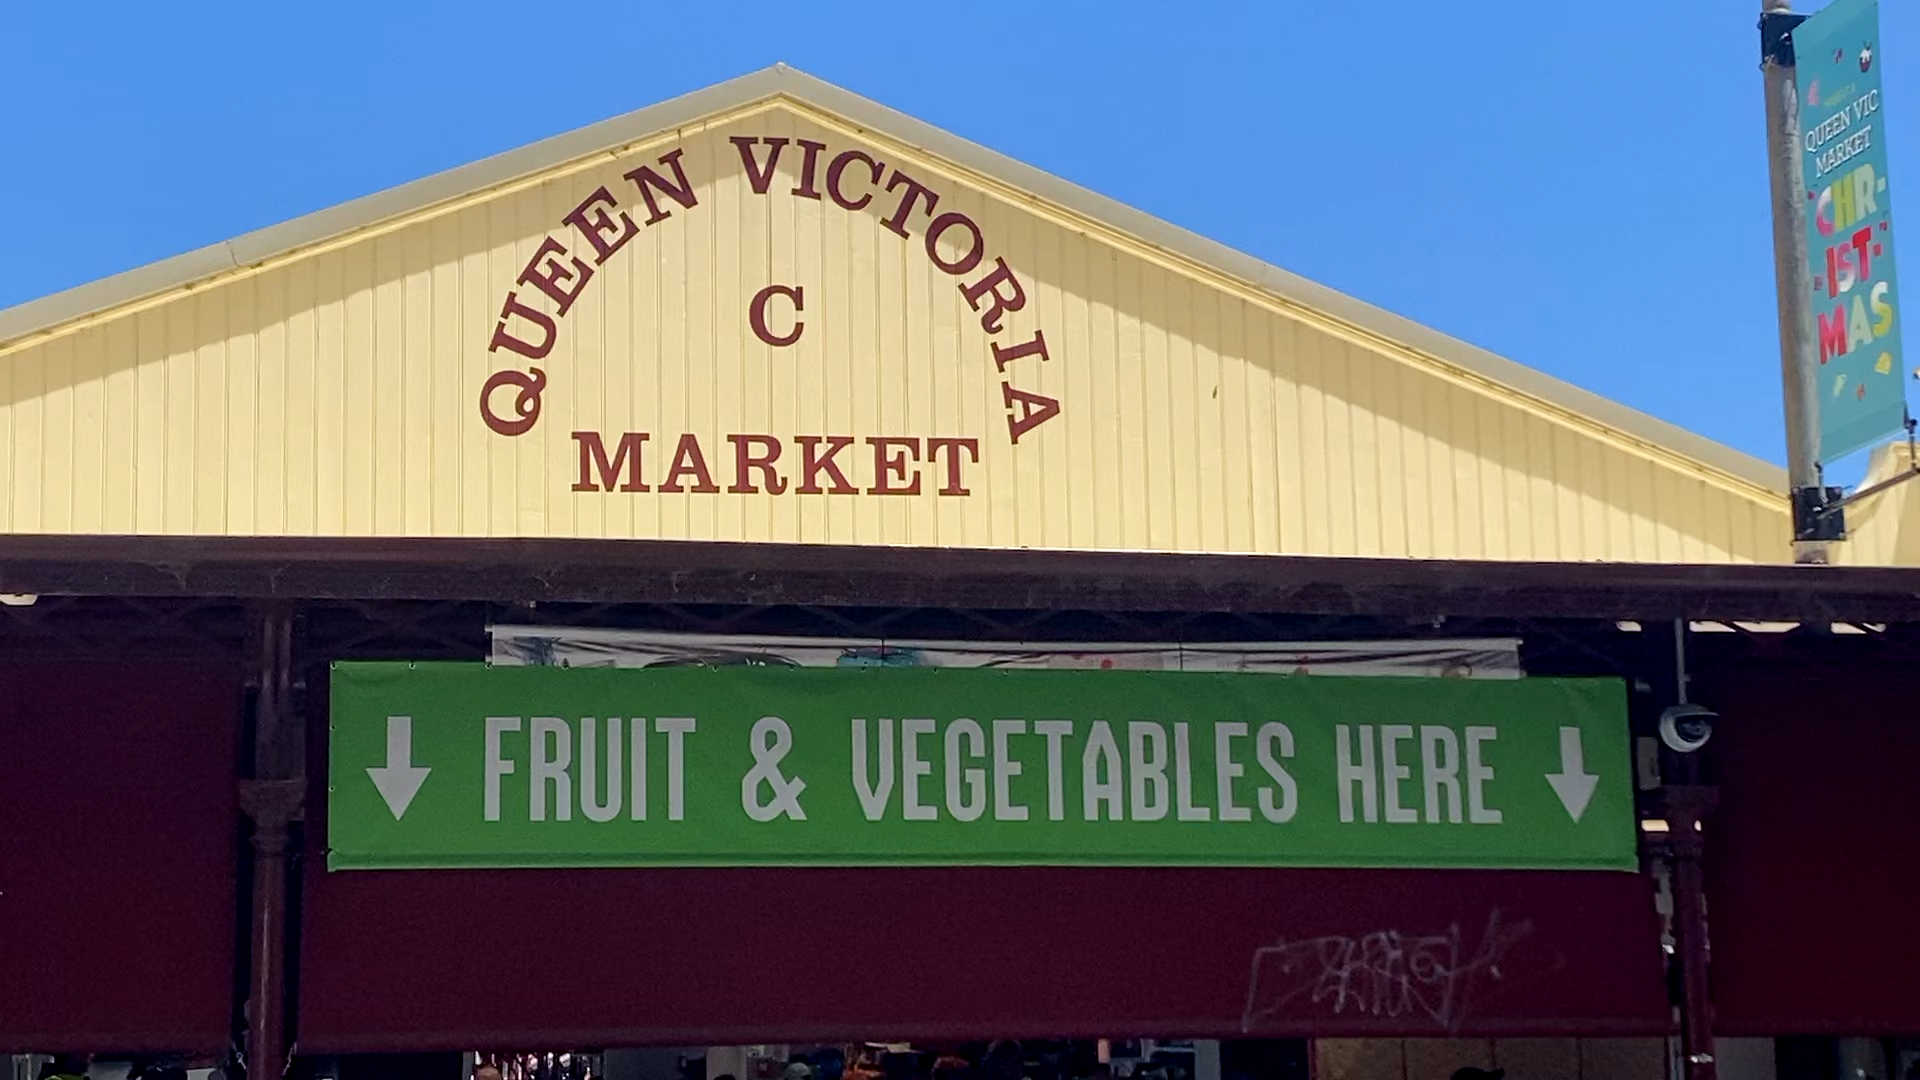 QUEEN VICTORIA
C
MARKET
FRUIT & VEGETABLES HERE
QUEEN VIC
MARKET
CHR-
IST-
MAS